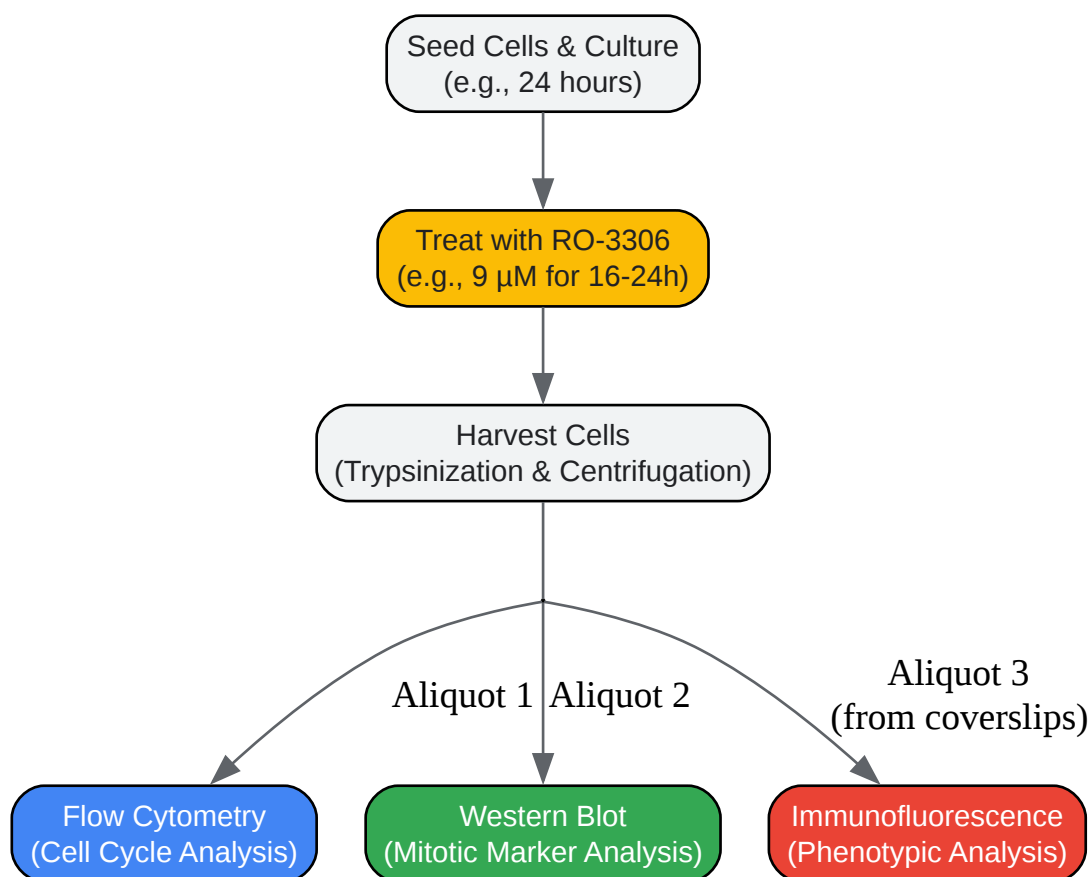 Seed Cells & Culture
(e.g., 24 hours)
Treat with RO-3306
(e.g., 9 µM for 16-24h)
Harvest Cells
(Trypsinization & Centrifugation)
Aliquot 1
Aliquot 2
Aliquot 3
(from coverslips)
Flow Cytometry
(Cell Cycle Analysis)
Western Blot
(Mitotic Marker Analysis)
Immunofluorescence
(Phenotypic Analysis)